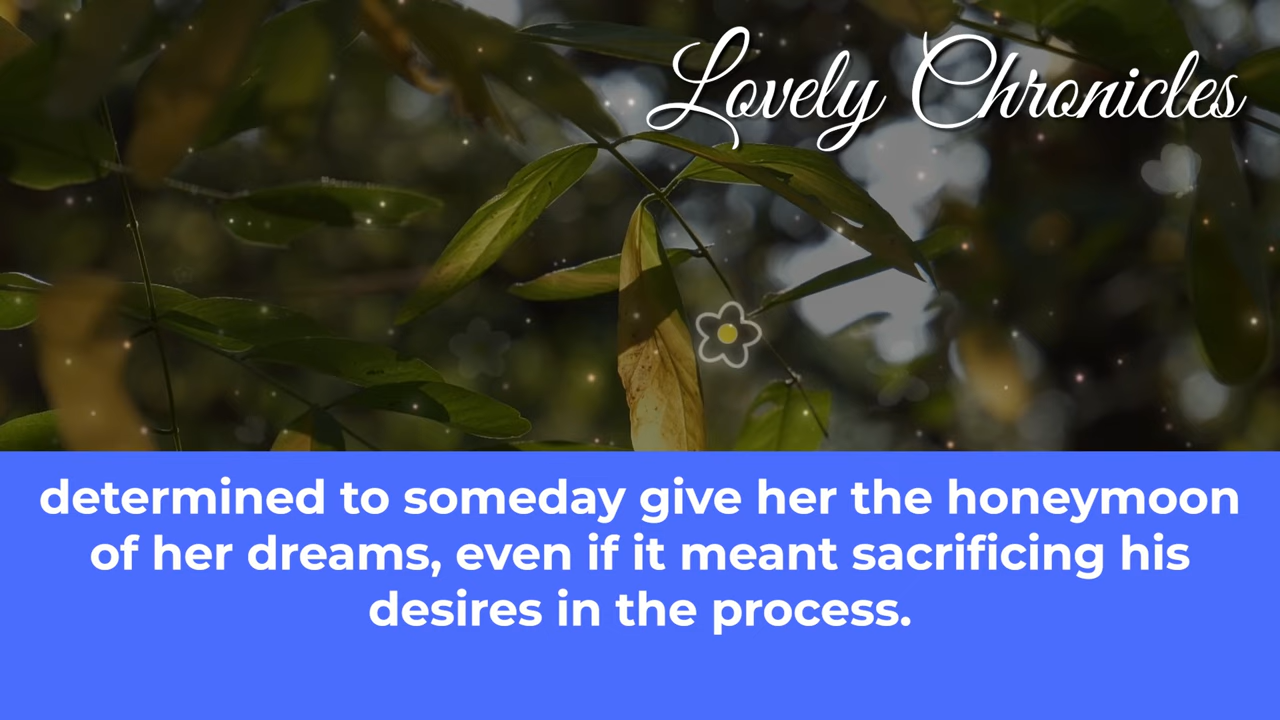 Lovely Chronicles
determined to someday give her the honeymoon
of her dreams, even if it meant sacrificing his
desires in the process.